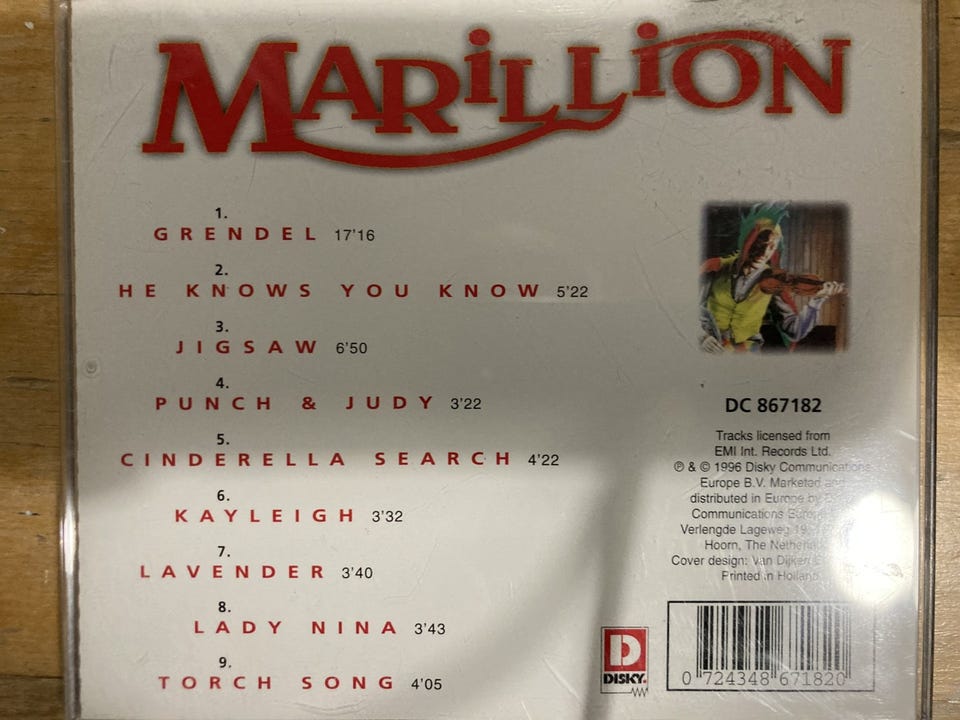 MARILLION
1.
GRENDEL 17'16
2.
HE KNOWS YOU KNOW 5'22
3.
JIGSAW 6'50
4.
PUNCH & JUDY 3'22
5.
CINDERELLA SEARCH 4'22
6.
KAYLEIGH 3'32
7.
LAVENDER 3'40
8.
LADY NINA 3'43
9.
TORCH SONG 4'05
DC 867182
Tracks licensed from
EMI Int. Records Ltd.
℗ & © 1996 Disky Communications
Europe B.V. Marketed and
distributed in Europe by
Communications
Verlengde Lageweg
Hoorn, The
Cover design: Van
Printed in Holland
D
DISKY.
0 724348 671820